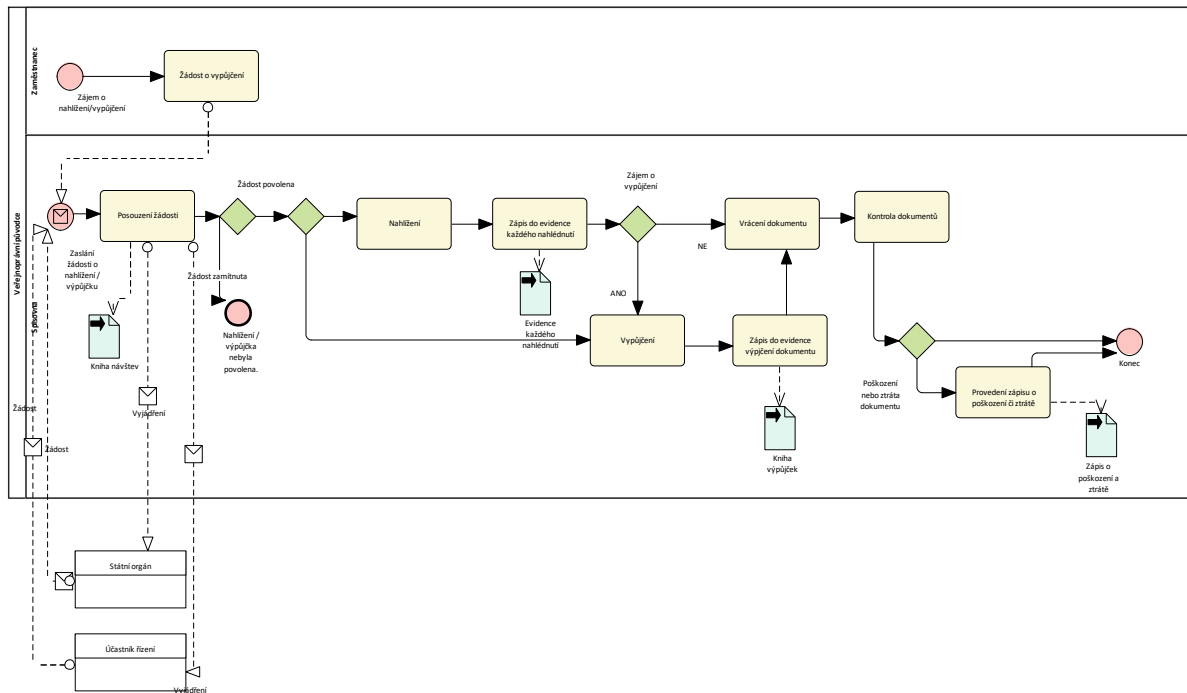 Veřejnoprávní původce
Zaměstnanec
Zájem o
nahlížení/vypůjčení
Žádost o vypůjčení
Spisovna
Zaslání
žádosti o
nahlížení /
výpůjčku
Posouzení žádosti
Kniha návštev
Žádost povolena
Žádost zamítnuta
Nahlížení /
výpůjčka
nebyla
povolena.
Nahlížení
Zápis do evidence
každého nahlédnutí
Evidence
každého
nahlédnutí
Zájem o
vypůjčení
NE
ANO
Vypůjčení
Zápis do evidence
výpjčení dokumentu
Kniha
výpůjček
Vrácení dokumentu
Kontrola dokumentů
Poškození
nebo ztráta
dokumentu
Provedení zápisu o
poškození či ztrátě
Zápis o
poškození a
ztrátě
Konec
Žádost
Žádost
Vyjádření
Státní orgán
Účastník řízení
Vyjádření